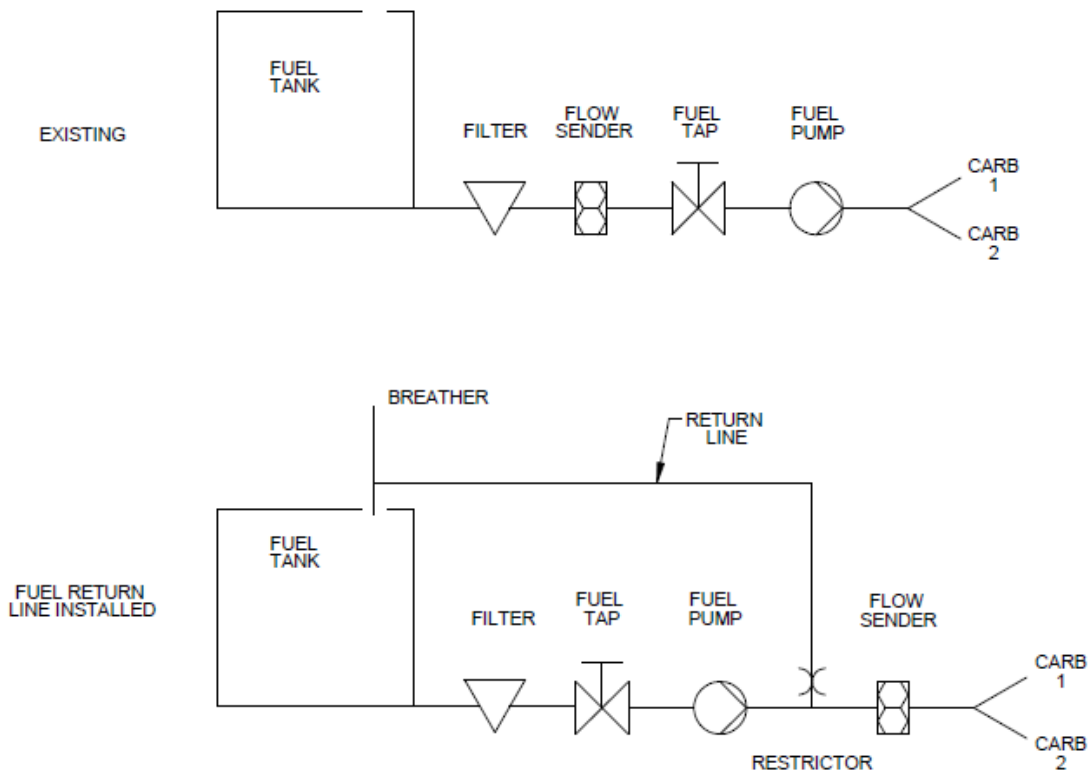 FUEL
TANK
EXISTING
FILTER
FLOW
SENDER
FUEL
TAP
FUEL
PUMP
CARB
1
CARB
2
BREATHER
RETURN
LINE
FUEL
TANK
FUEL RETURN
LINE INSTALLED
FILTER
FUEL
TAP
FUEL
PUMP
FLOW
SENDER
CARB
1
CARB
2
RESTRICTOR